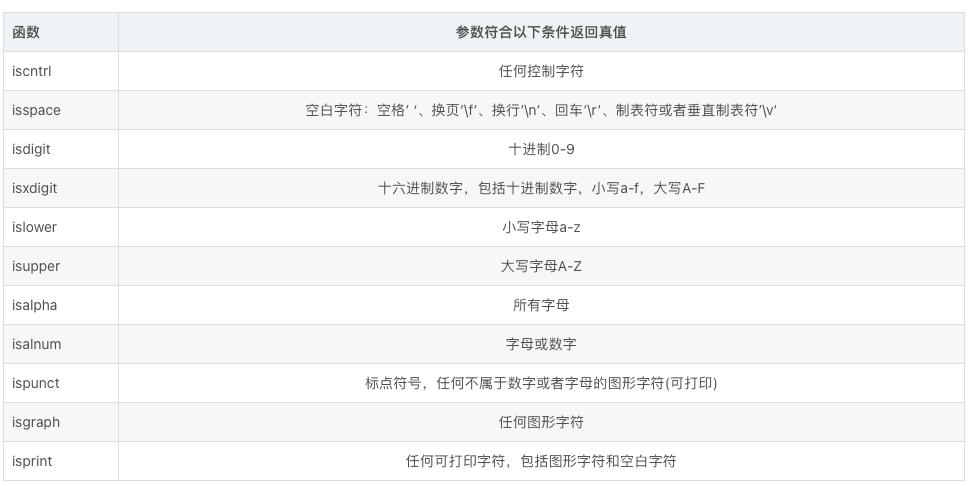 函数 参数符合以下条件返回真值
iscntrl 任何控制字符
isspace 空白字符：空格’ ‘、换页’\f’、换行’\n’、回车’\r’、制表符或者垂直制表符’\v’
isdigit 十进制0-9
isxdigit 十六进制数字，包括十进制数字，小写a-f，大写A-F
islower 小写字母a-z
isupper 大写字母A-Z
isalpha 所有字母
isalnum 字母或数字
ispunct 标点符号，任何不属于数字或者字母的图形字符(可打印)
isgraph 任何图形字符
isprint 任何可打印字符，包括图形字符和空白字符